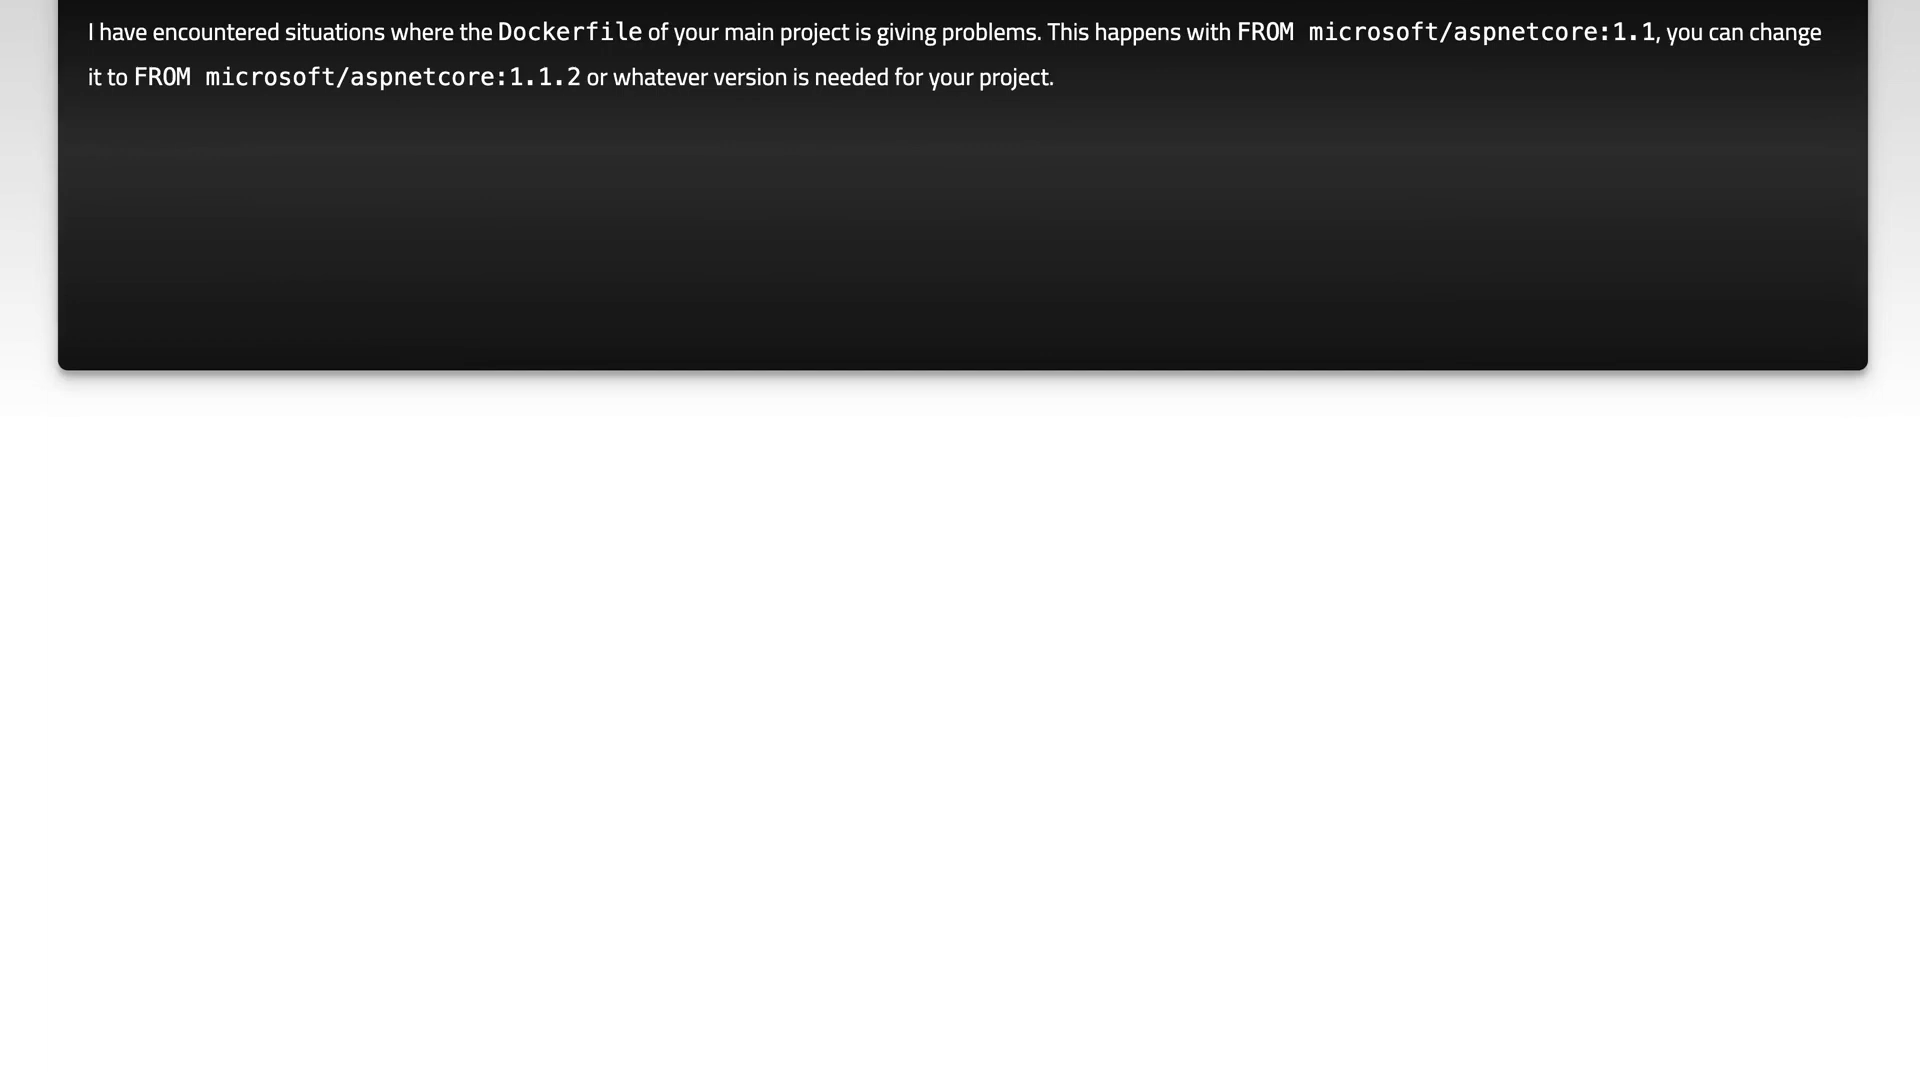 I have encountered situations where the Dockerfile of your main project is giving problems. This happens with FROM microsoft/aspnetcore:1.1, you can change
it to FROM microsoft/aspnetcore:1.1.2 or whatever version is needed for your project.